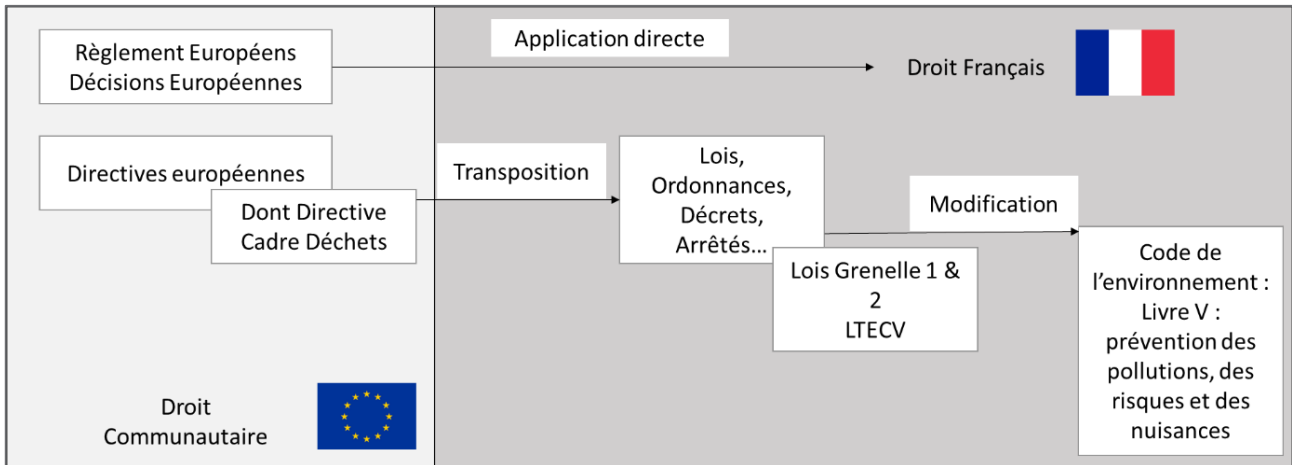 Règlement Européens
Décisions Européennes
Application directe
Droit Français
Directives européennes
Dont Directive
Cadre Déchets
Transposition
Lois,
Ordonnances,
Décrets,
Arrêtés...
Lois Grenelle 1 &
2
LTECV
Modification
Code de
l'environnement :
Livre V :
prévention des
pollutions, des
risques et des
nuisances
Droit
Communautaire